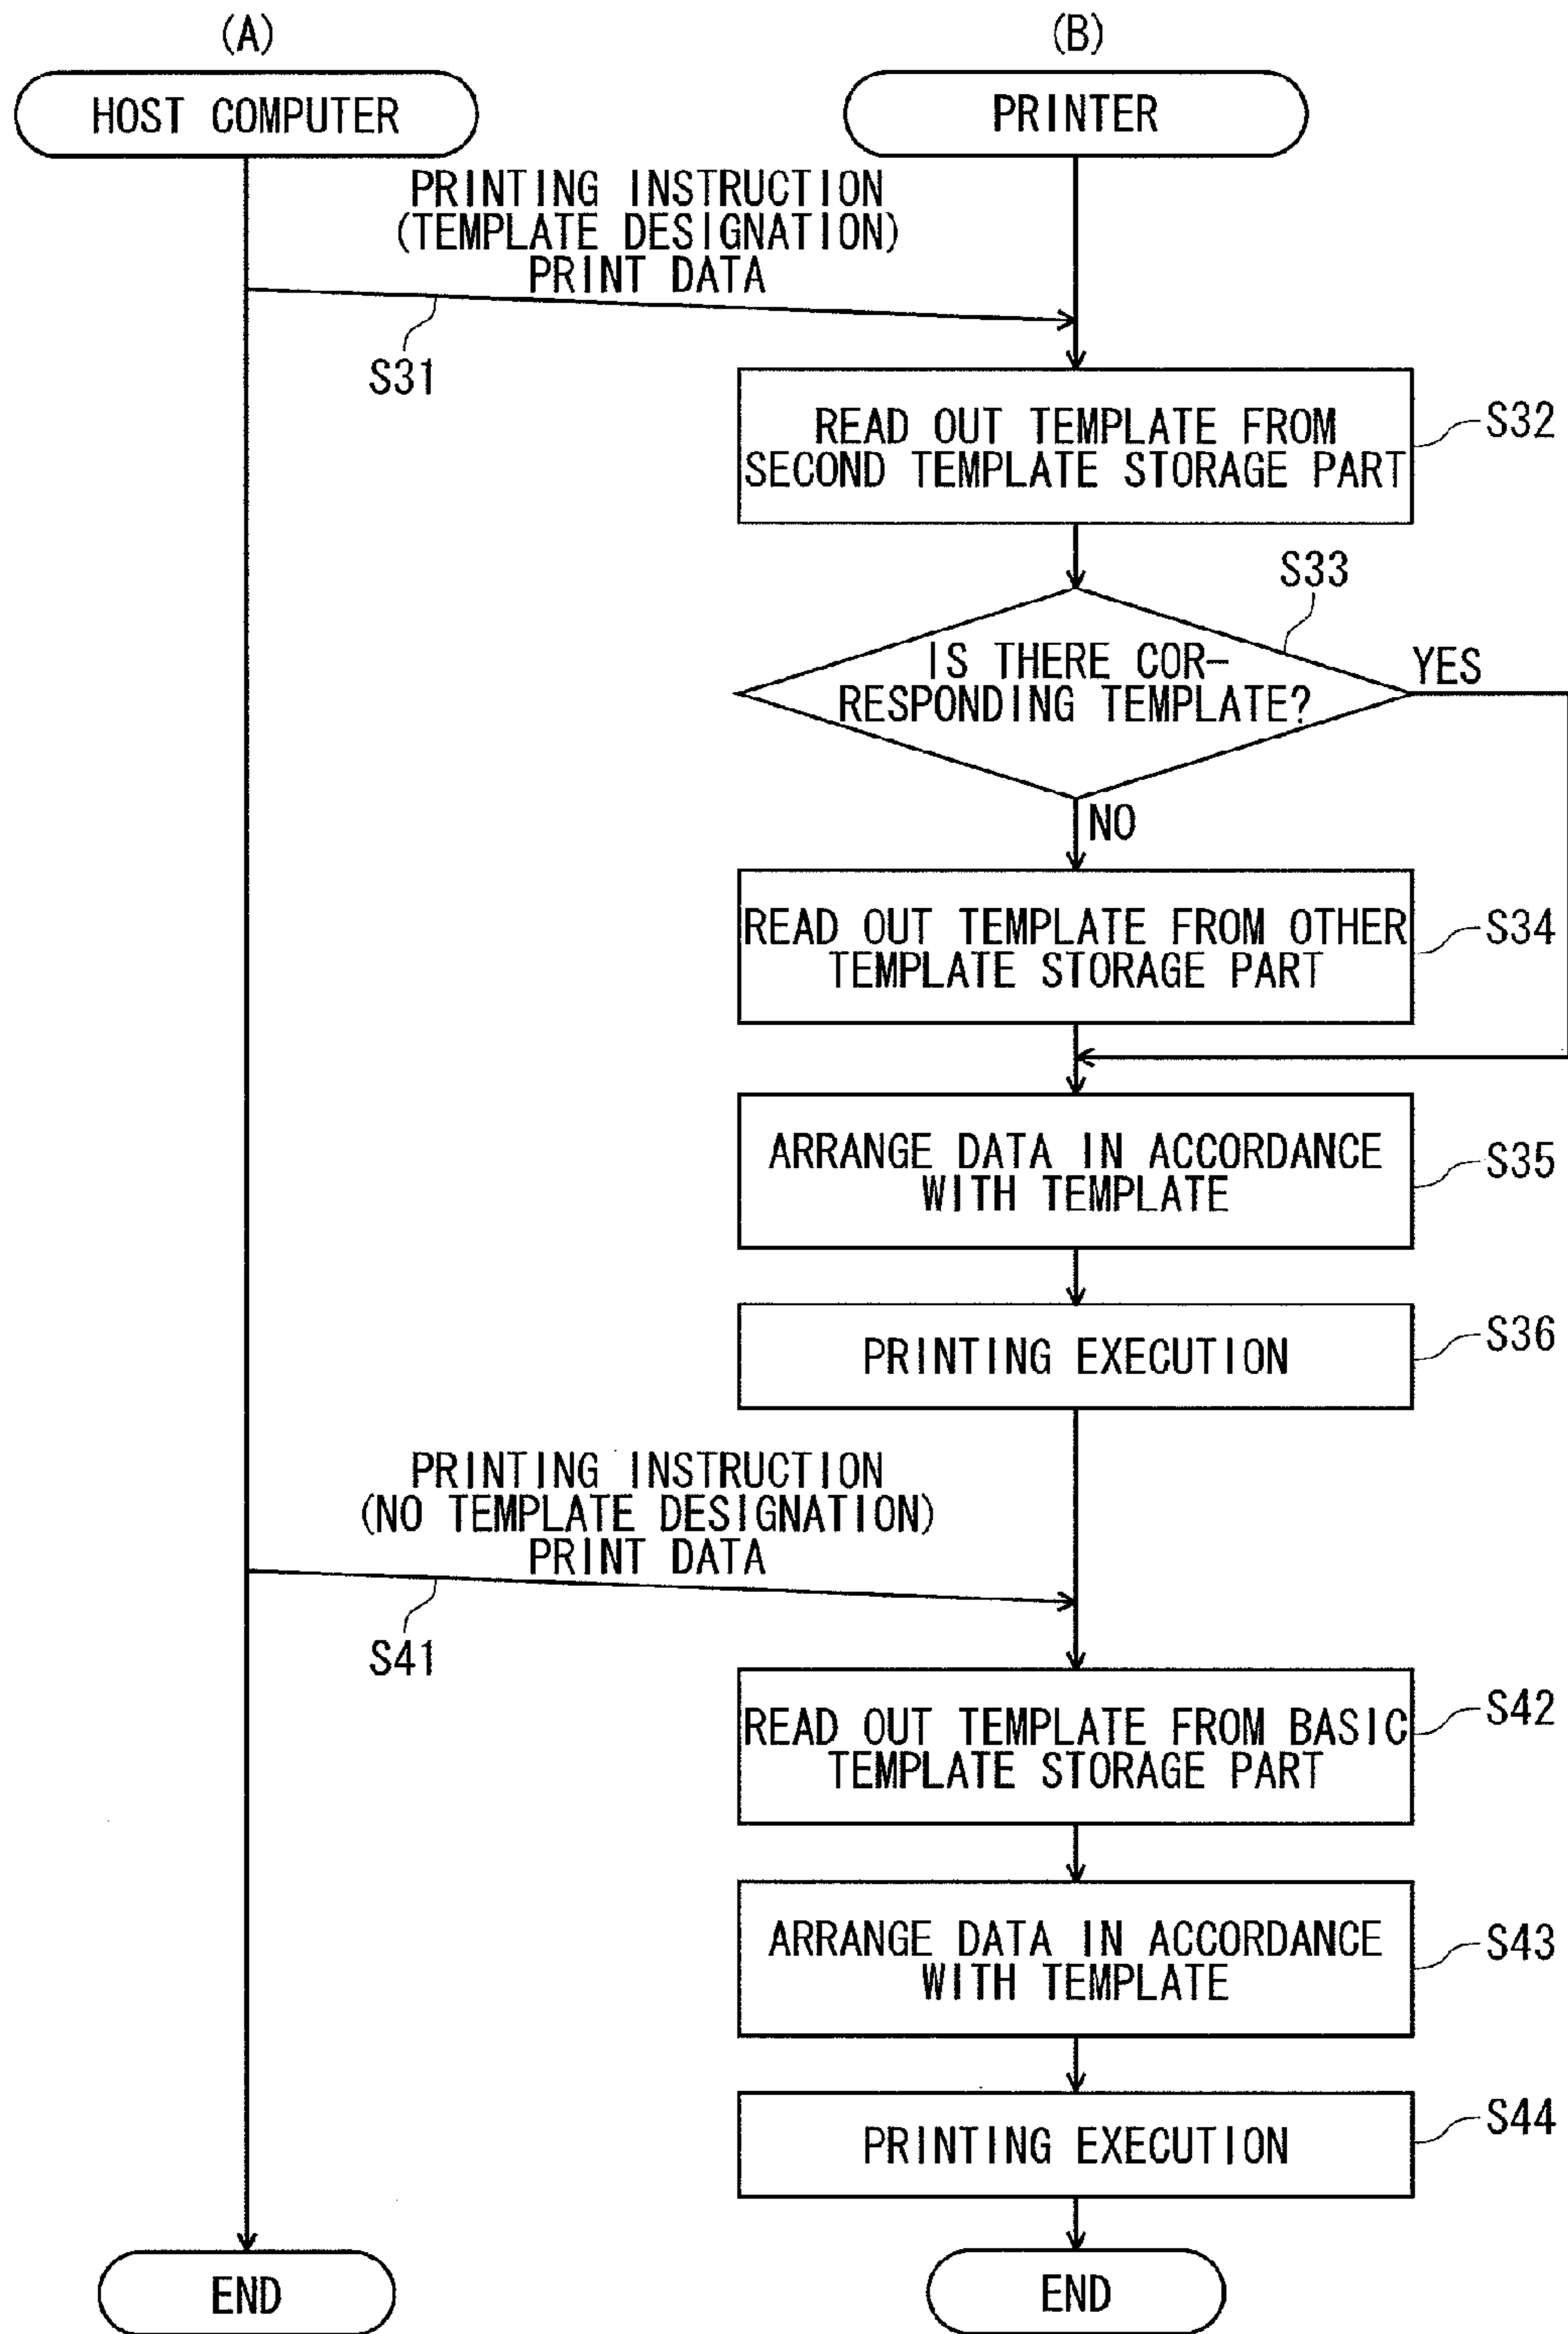 (A)
(B)
HOST COMPUTER
PRINTER
PRINTING INSTRUCTION
(TEMPLATE DESIGNATION)
PRINT DATA
S31
READ OUT TEMPLATE FROM
SECOND TEMPLATE STORAGE PART
S32
S33
IS THERE COR-
RESPONDING TEMPLATE?
YES
NO
READ OUT TEMPLATE FROM OTHER
TEMPLATE STORAGE PART
S34
ARRANGE DATA IN ACCORDANCE
WITH TEMPLATE
S35
PRINTING EXECUTION
S36
PRINTING INSTRUCTION
(NO TEMPLATE DESIGNATION)
PRINT DATA
S41
READ OUT TEMPLATE FROM BASIC
TEMPLATE STORAGE PART
S42
ARRANGE DATA IN ACCORDANCE
WITH TEMPLATE
S43
PRINTING EXECUTION
S44
END
END